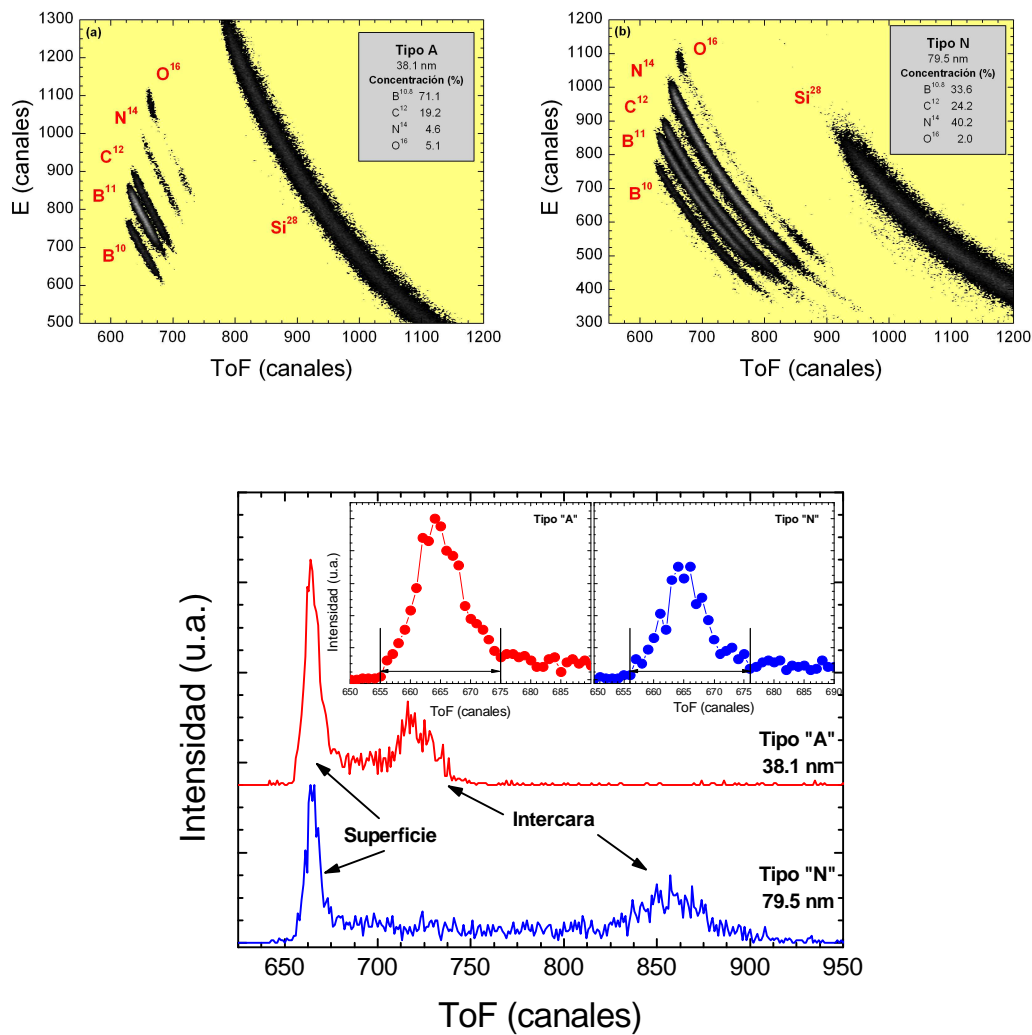 (a)
Tipo A
38.1 nm
Concentración (%)
B10.8 71.1
C12 19.2
N14 4.6
O16 5.1
O16
N14
C12
B11
B10
Si28
E (canales)
1300
1200
1100
1000
900
800
700
600
500
600 700 800 900 1000 1100 1200
ToF (canales)
(b)
Tipo N
79.5 nm
Concentración (%)
B10.8 33.6
C12 24.2
N14 40.2
O16 2.0
O16
N14
C12
B11
B10
Si28
E (canales)
1300
1200
1100
1000
900
800
700
600
500
400
300
600 700 800 900 1000 1100 1200
ToF (canales)
Tipo "A"
Intensidad (u.a.)
650 655 660 665 670 675 680 685
ToF (canales)
Tipo "N"
650 655 660 665 670 675 680 685 690
ToF (canales)
Intensidad (u.a.)
Tipo "A"
38.1 nm
Superficie
Intercara
Tipo "N"
79.5 nm
650 700 750 800 850 900 950
ToF (canales)